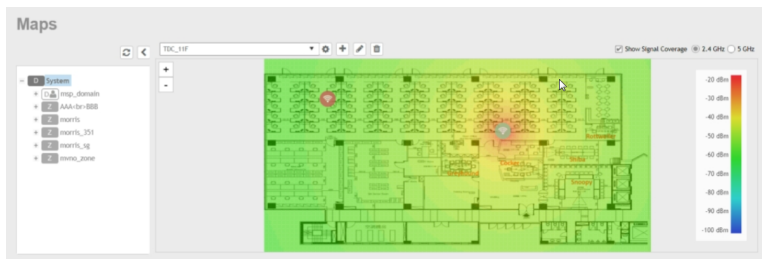 Maps
TDC_11F
Show Signal Coverage 2.4 GHz 5 GHz
+
-
D System
D msp_domain
Z AAA<br>BBB
Z morris
Z morris_351
Z morris_sg
Z mvno_zone
-20 dBm
-30 dBm
-40 dBm
-50 dBm
-60 dBm
-70 dBm
-80 dBm
-90 dBm
-100 dBm